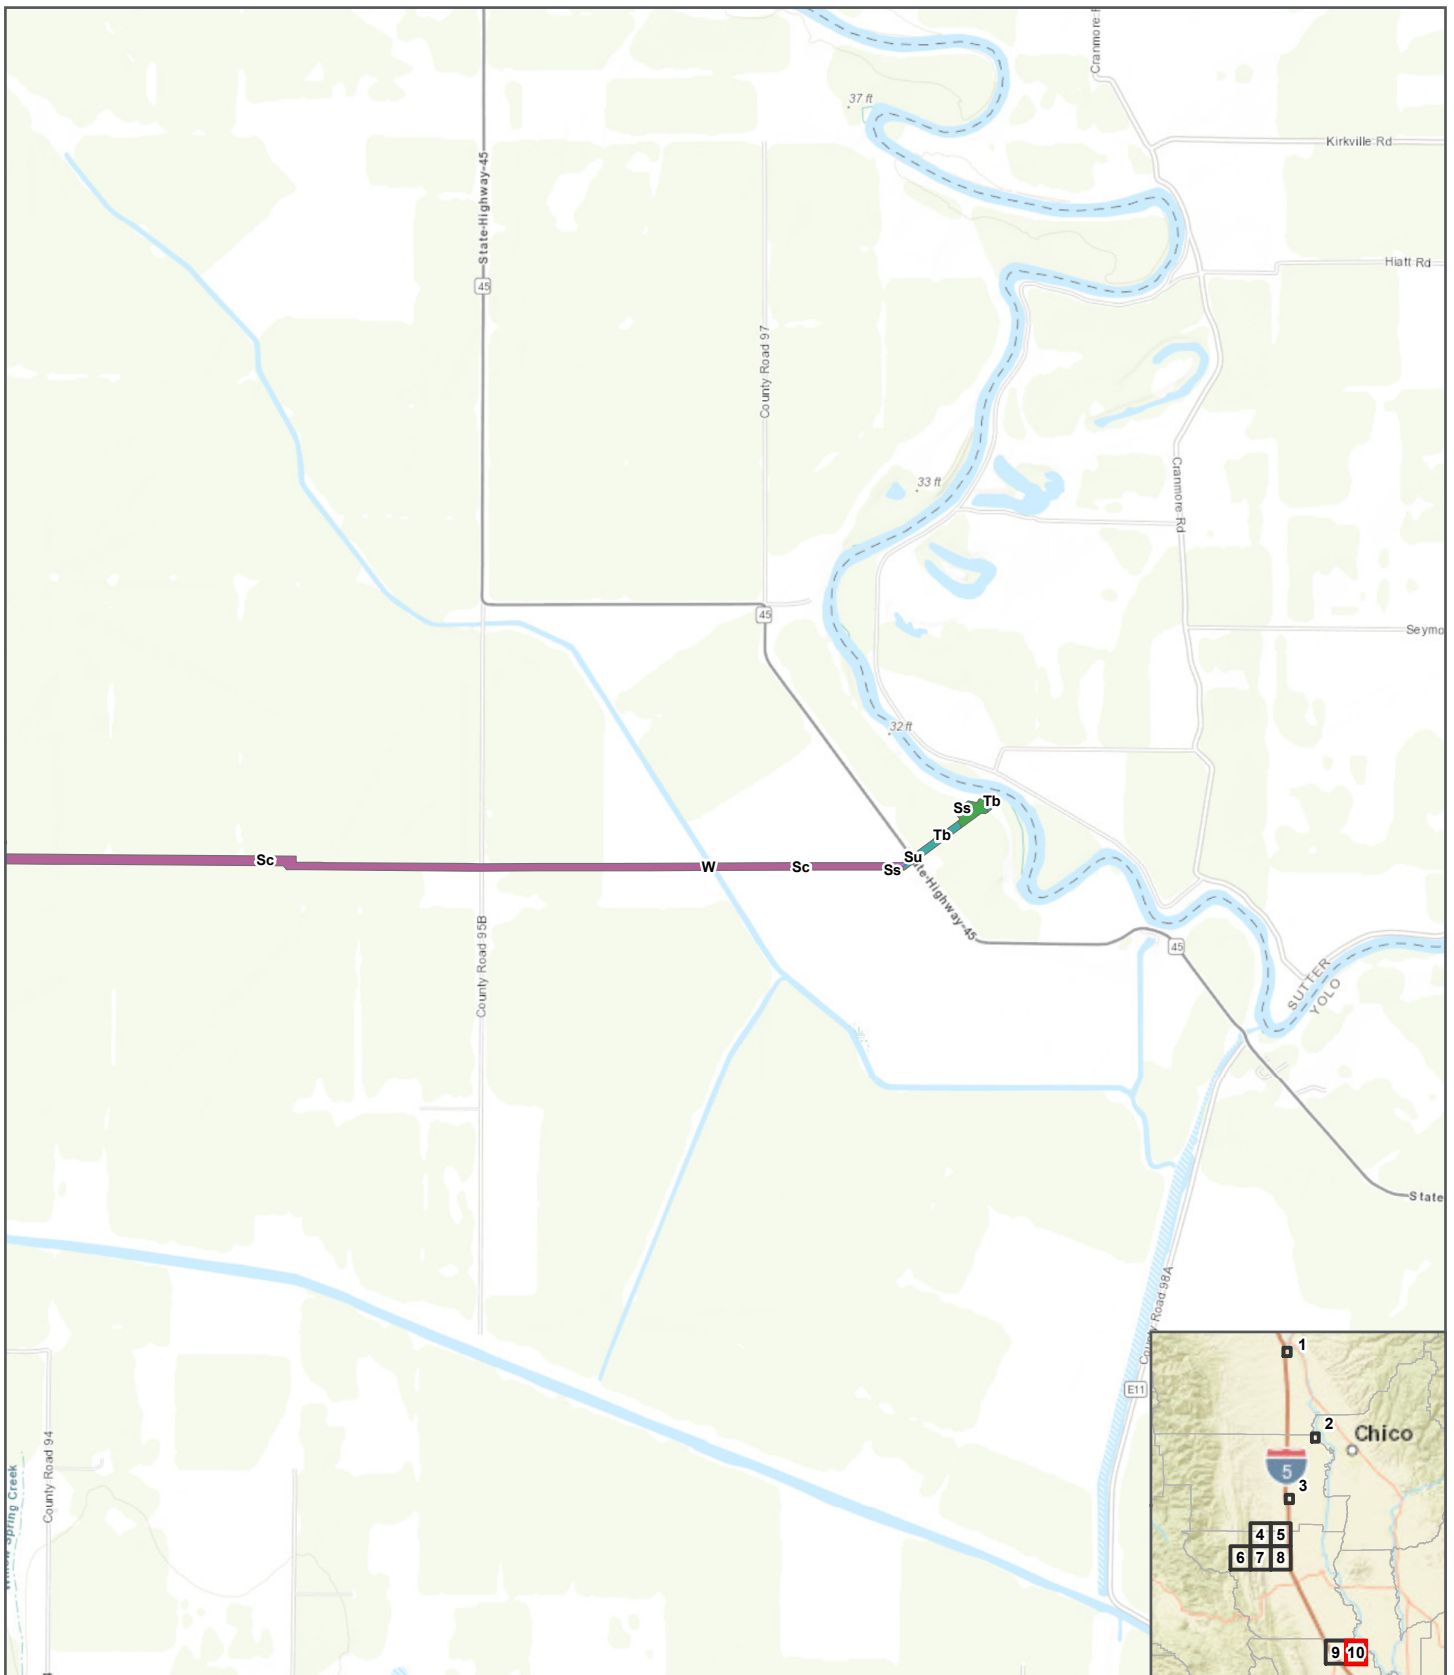 Cranmore R
37 ft
Kirkville Rd
State-Highway-45
Hiatt Rd
45
County Road 97
33 ft
Cranmore Rd
45
Seymo
32 ft
Ss
Tb
Tb
Su
Sc
W
Sc
Ss
te-Highway-45
County Road 95B
45
SUTTER
YOLO
State
County Road 98A
E11
County Road 94
Willow Spring Creek
1
2
Chico
5
3
4
5
6
7
8
9
10